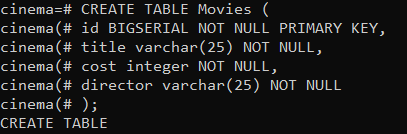 cinema=# CREATE TABLE Movies (
cinema(# id BIGSERIAL NOT NULL PRIMARY KEY,
cinema(# title varchar(25) NOT NULL,
cinema(# cost integer NOT NULL,
cinema(# director varchar(25) NOT NULL
cinema(# );
CREATE TABLE